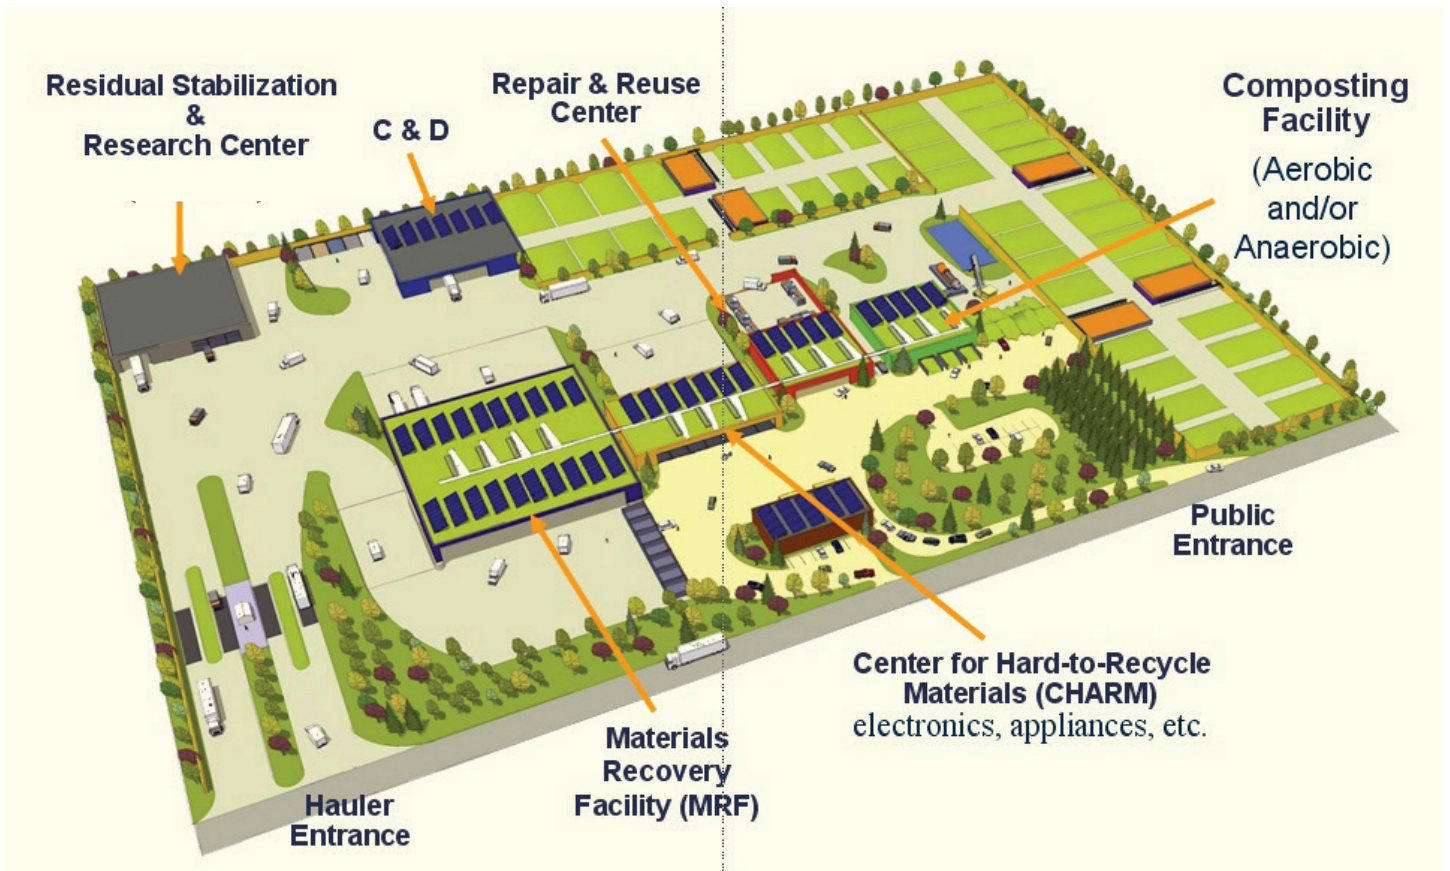 Residual Stabilization
&
Research Center
C & D
Repair & Reuse
Center
Composting
Facility
(Aerobic
and/or
Anaerobic)
Public
Entrance
Center for Hard-to-Recycle
Materials (CHARM)
electronics, appliances, etc.
Materials
Recovery
Facility (MRF)
Hauler
Entrance